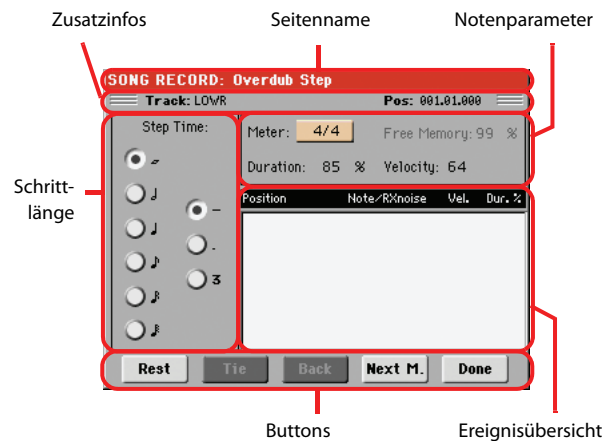 Zusatzinfos Seitenname Notenparameter
SONG RECORD: Overdub Step
Track: LOWR Pos: 001.01.000
Step Time:
Meter: 4/4 Free Memory: 99 %
Duration: 85 % Velocity: 64
Schritt-
länge
Position Note/RXnoise Vel. Dur.%
-
.
3
Rest Tie Back Next M. Done
Buttons Ereignisübersicht